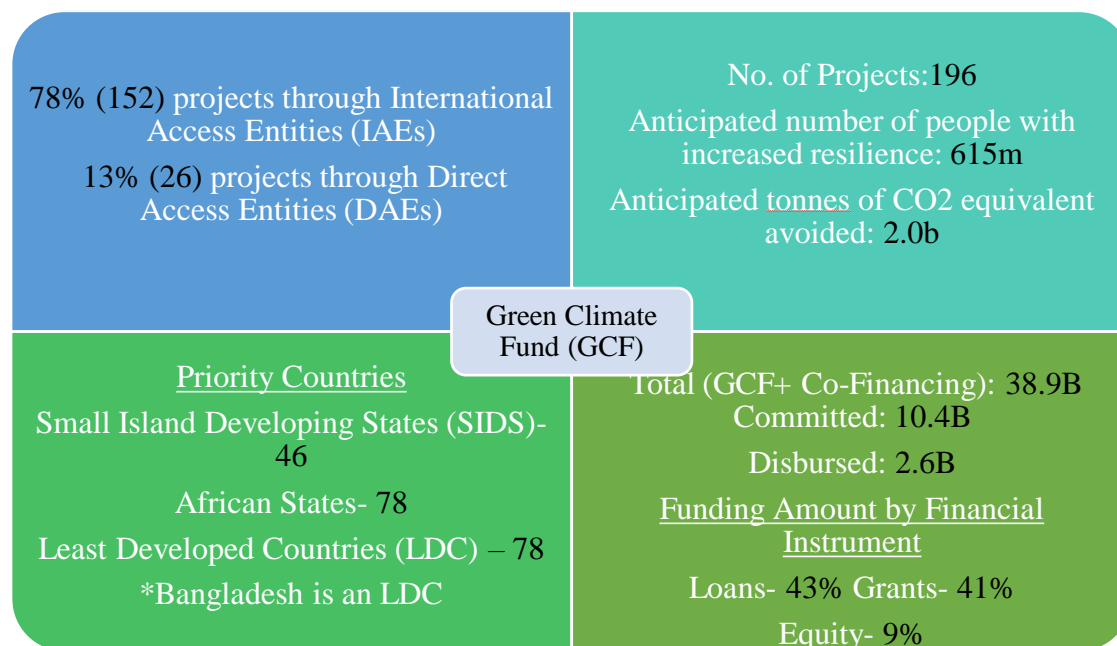 78% (152) projects through International
Access Entities (IAEs)
13% (26) projects through Direct
Access Entities (DAEs)
No. of Projects:196
Anticipated number of people with
increased resilience: 615m
Anticipated tonnes of CO2 equivalent
avoided: 2.0b
Green Climate
Fund (GCF)
Priority Countries
Small Island Developing States (SIDS)-
46
African States- 78
Least Developed Countries (LDC) – 78
*Bangladesh is an LDC
Total (GCF+ Co-Financing): 38.9B
Committed: 10.4B
Disbursed: 2.6B
Funding Amount by Financial
Instrument
Loans- 43% Grants- 41%
Equity- 9%